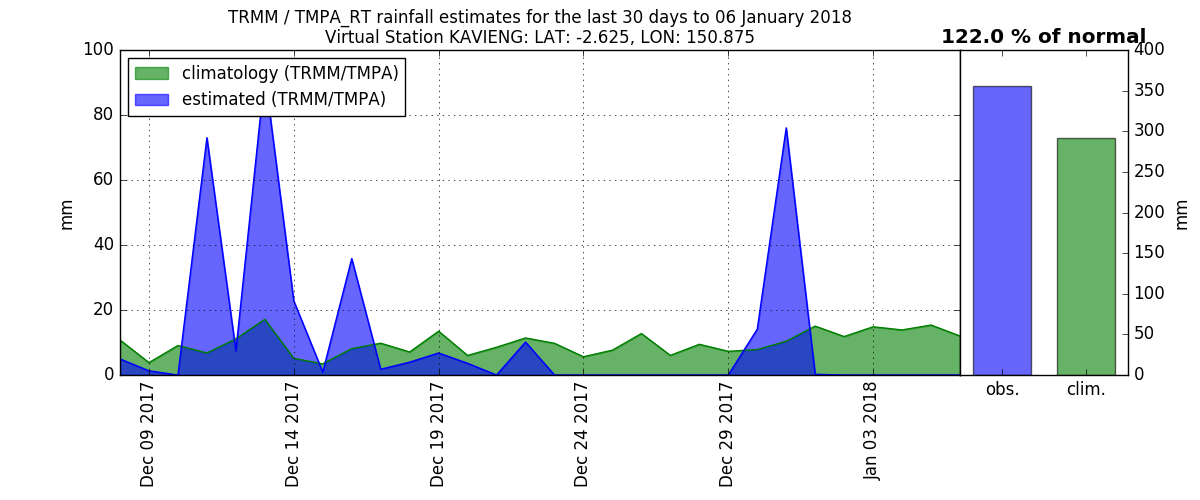 TRMM / TMPA_RT rainfall estimates for the last 30 days to 06 January 2018
Virtual Station KAVIENG: LAT: -2.625, LON: 150.875
122.0 % of normal
climatology (TRMM/TMPA)
estimated (TRMM/TMPA)
mm
100
80
60
40
20
0
Dec 09 2017
Dec 14 2017
Dec 19 2017
Dec 24 2017
Dec 29 2017
Jan 03 2018
obs.
clim.
400
350
300
250
200
150
100
50
0
mm